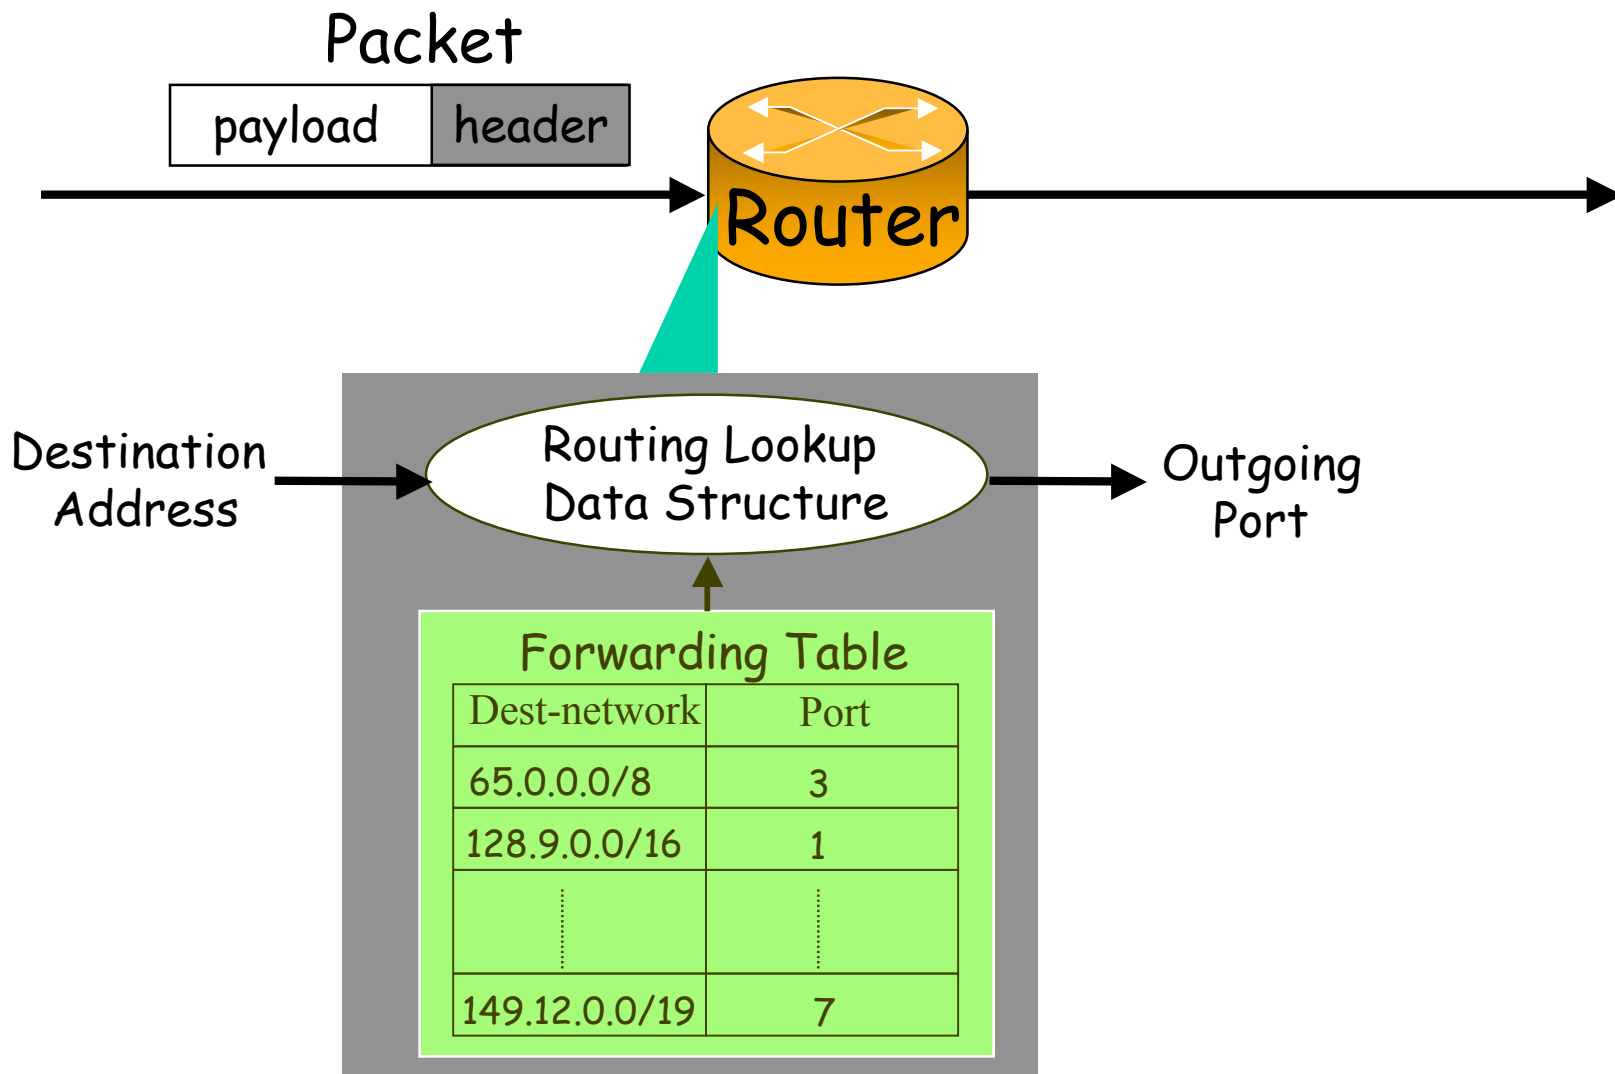 Packet
payload header
Router
Destination
Address
Routing Lookup
Data Structure
Outgoing
Port
Forwarding Table
Dest-network Port
65.0.0.0/8 3
128.9.0.0/16 1
149.12.0.0/19 7